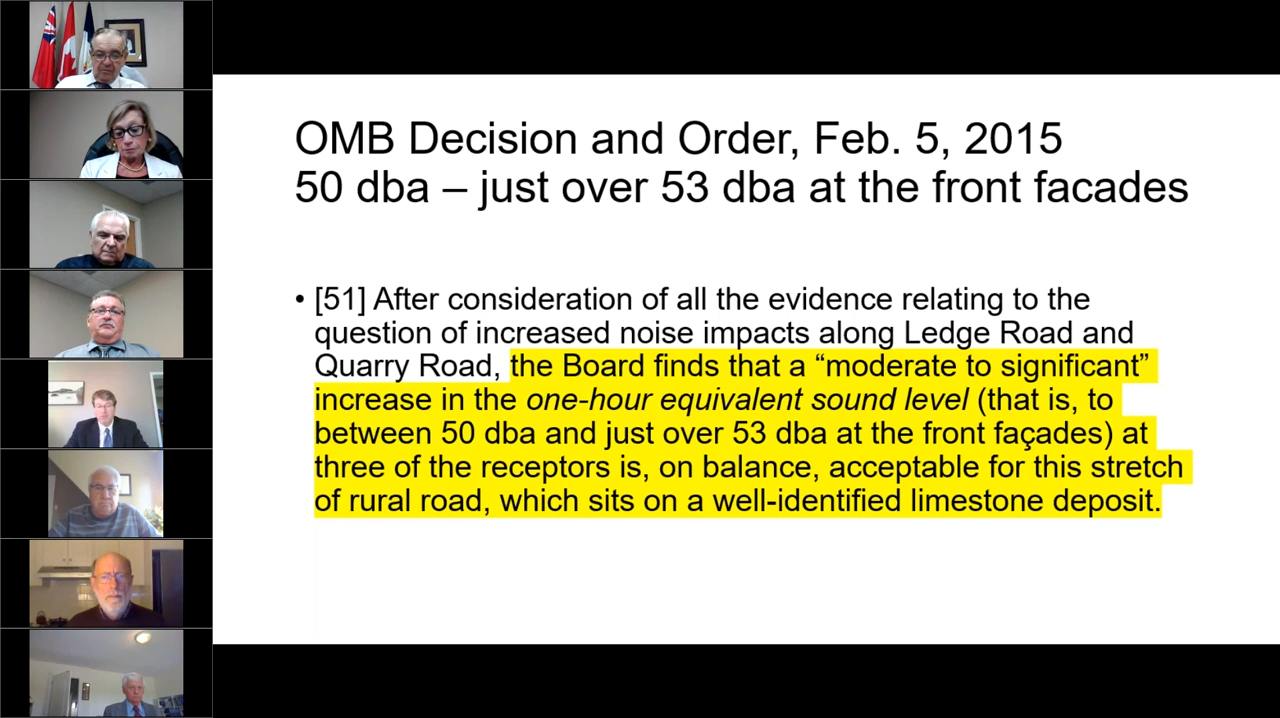 OMB Decision and Order, Feb. 5, 2015
50 dba – just over 53 dba at the front facades
• [51] After consideration of all the evidence relating to the
question of increased noise impacts along Ledge Road and
Quarry Road, the Board finds that a “moderate to significant”
increase in the one-hour equivalent sound level (that is, to
between 50 dba and just over 53 dba at the front façades) at
three of the receptors is, on balance, acceptable for this stretch
of rural road, which sits on a well-identified limestone deposit.